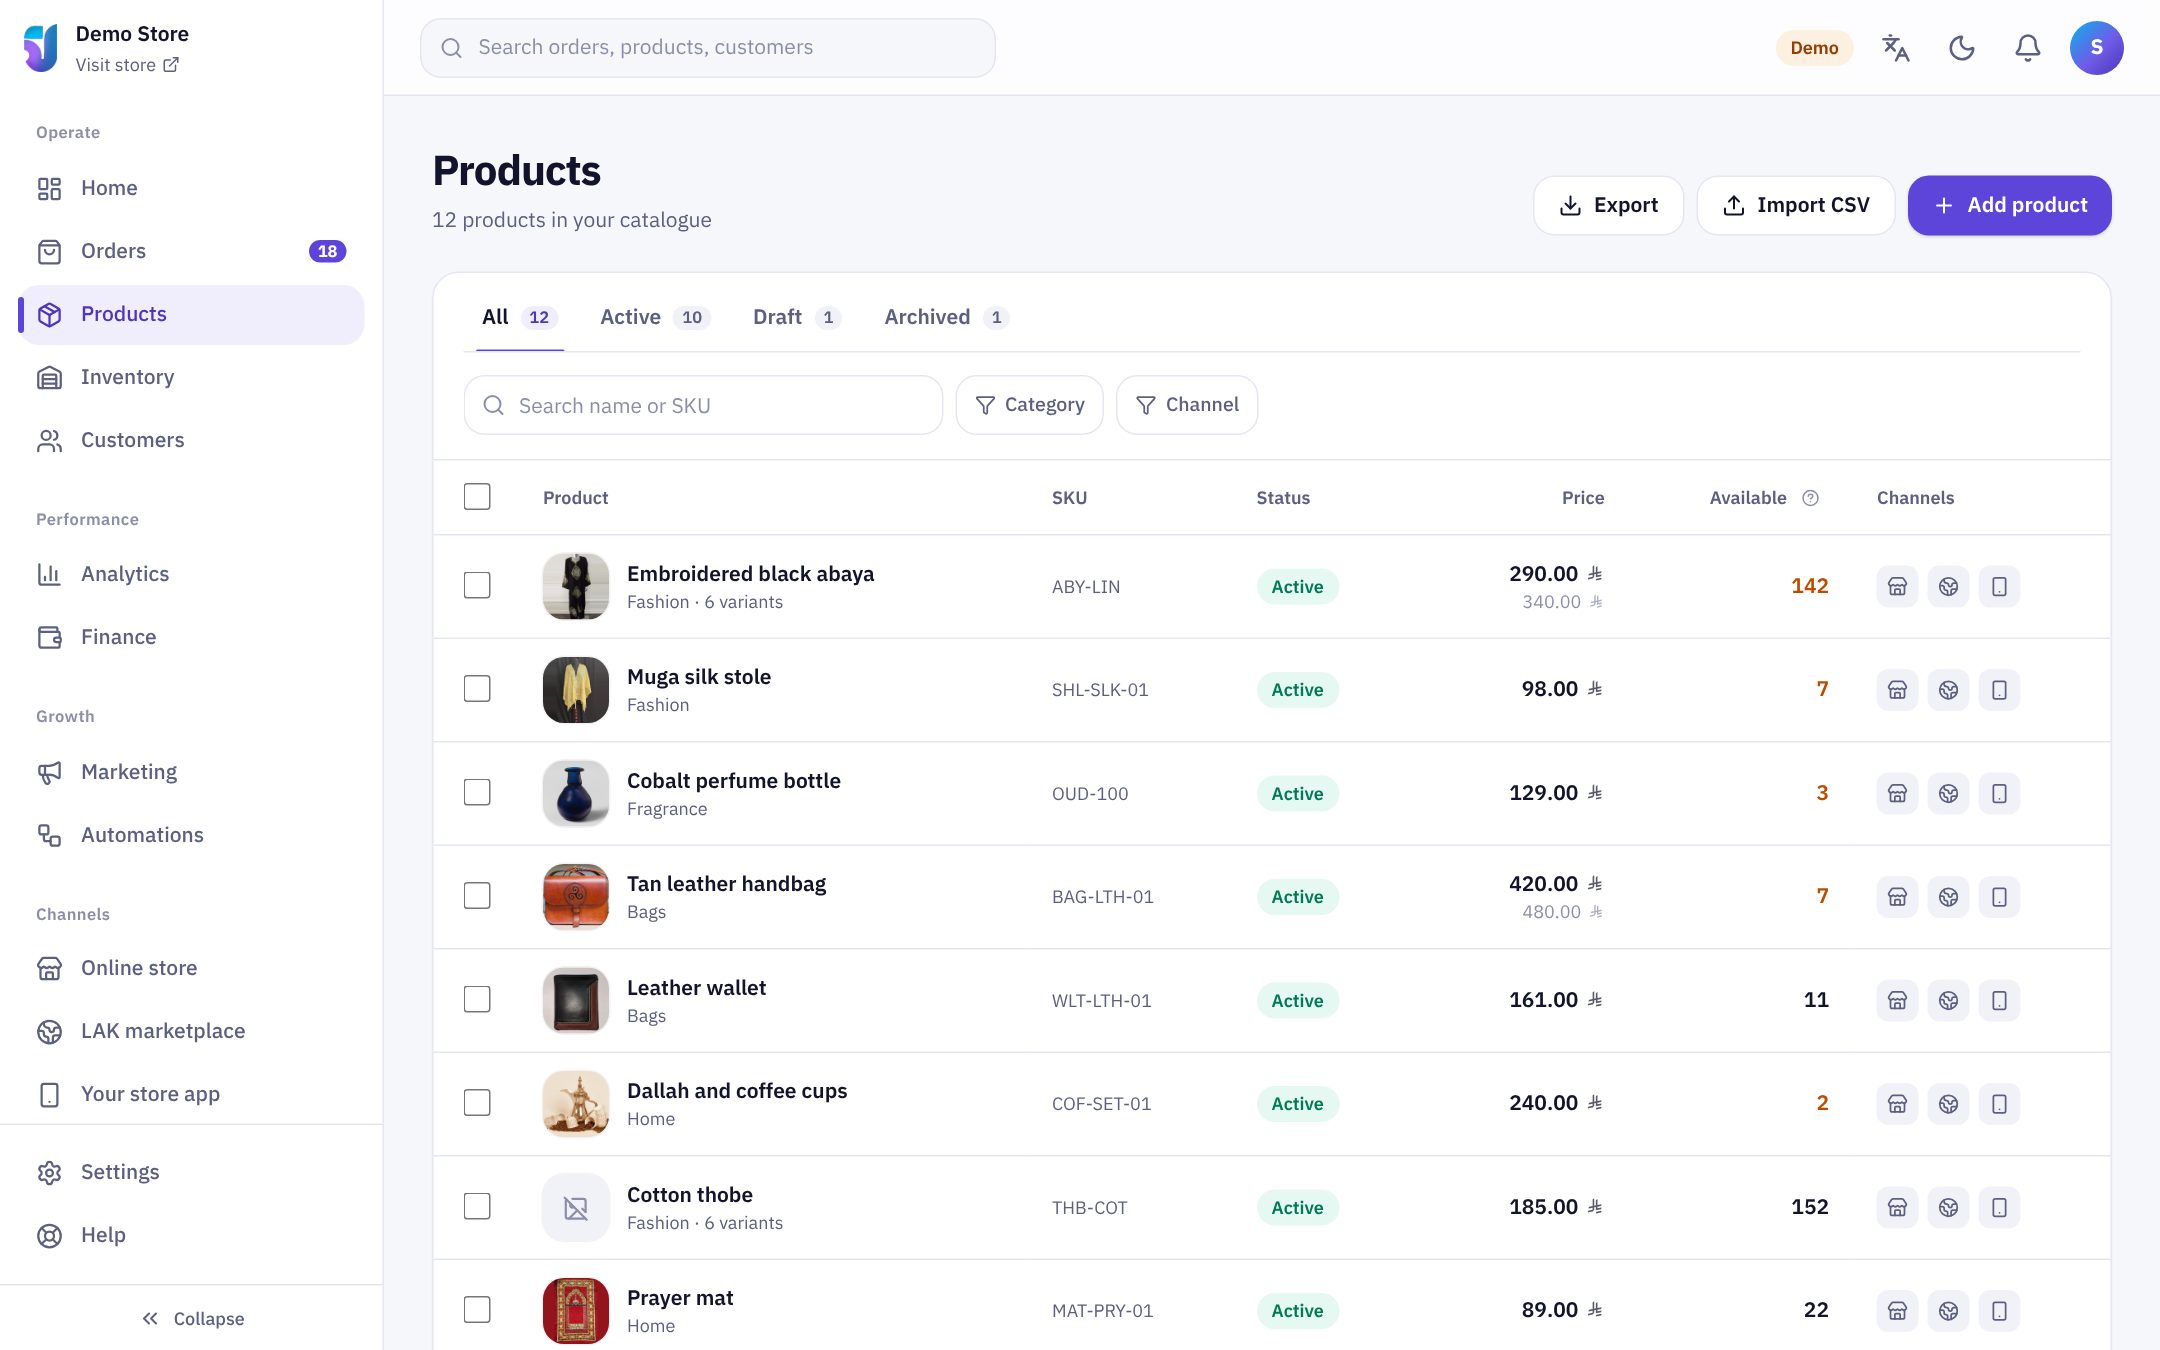 Demo Store
Visit store
Operate
Home
Orders 18
Products
Inventory
Customers
Performance
Analytics
Finance
Growth
Marketing
Automations
Channels
Online store
LAK marketplace
Your store app
Settings
Help
Collapse
Search orders, products, customers
Demo
S
Products
12 products in your catalogue
Export
Import CSV
Add product
All 12
Active 10
Draft 1
Archived 1
Search name or SKU
Category
Channel
Product SKU Status Price Available Channels
Embroidered black abaya
Fashion · 6 variants
ABY-LIN
Active
290.00
340.00
142
Muga silk stole
Fashion
SHL-SLK-01
Active
98.00
7
Cobalt perfume bottle
Fragrance
OUD-100
Active
129.00
3
Tan leather handbag
Bags
BAG-LTH-01
Active
420.00
480.00
7
Leather wallet
Bags
WLT-LTH-01
Active
161.00
11
Dallah and coffee cups
Home
COF-SET-01
Active
240.00
2
Cotton thobe
Fashion · 6 variants
THB-COT
Active
185.00
152
Prayer mat
Home
MAT-PRY-01
Active
89.00
22